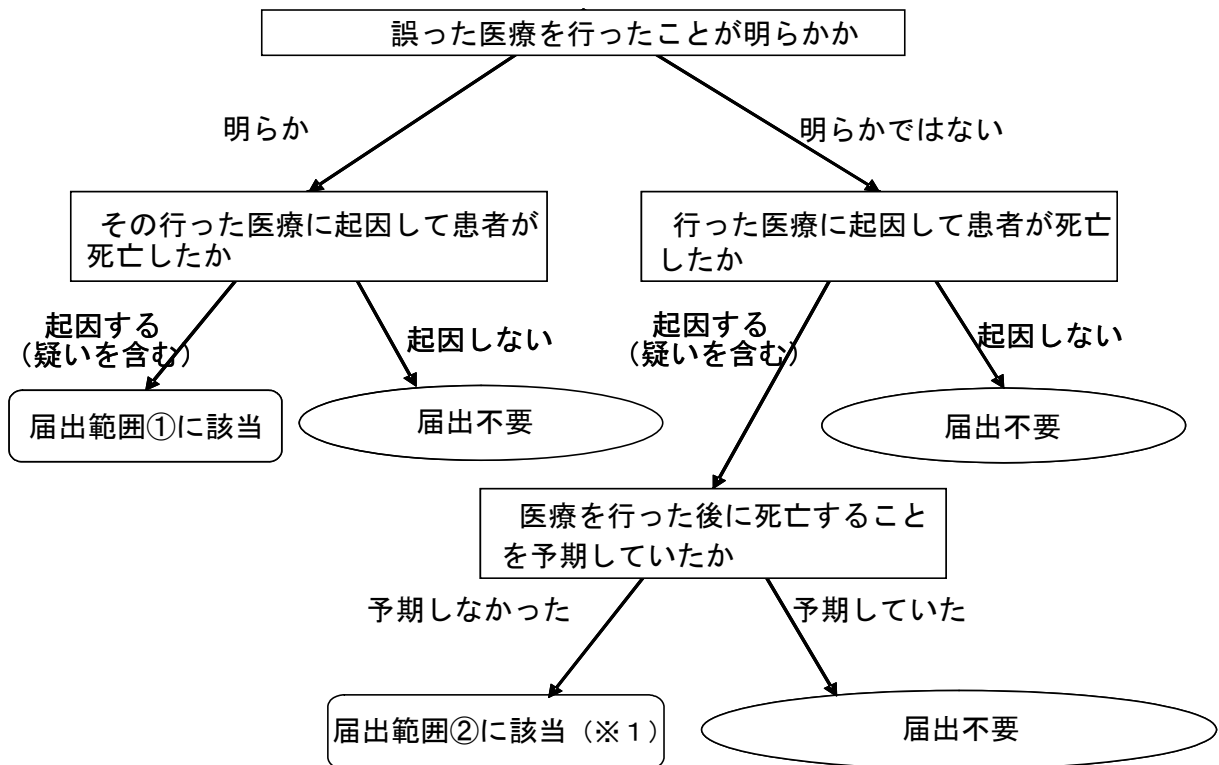 誤った医療を行ったことが明らかか
明らか
明らかではない
その行った医療に起因して患者が
死亡したか
行った医療に起因して患者が死亡
したか
起因する
（疑いを含む）
起因しない
起因する
（疑いを含む）
起因しない
届出範囲①に該当
届出不要
届出不要
医療を行った後に死亡すること
を予期していたか
予期しなかった
予期していた
届出範囲②に該当（※１）
届出不要